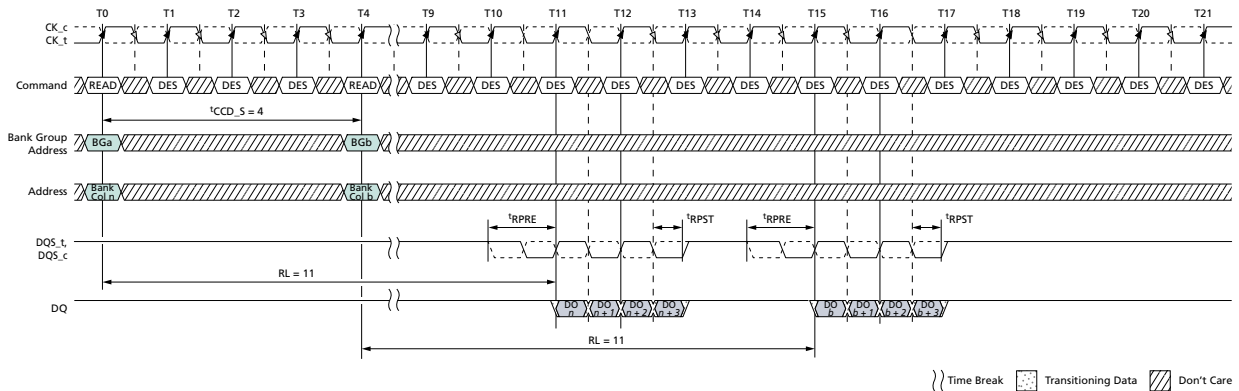 T0 T1 T2 T3 T4 T9 T10 T11 T12 T13 T14 T15 T16 T17 T18 T19 T20 T21
CK_c
CK_t
Command READ DES DES DES READ DES DES DES DES DES DES DES DES DES DES DES DES DES
tCCD_S = 4
Bank Group
Address
BGa BGb
Address
Bank
Col n
Bank
Col b
tRPRE tRPST tRPRE tRPST
DQS_t,
DQS_c
RL = 11
DQ
DO
n
DO
n + 1
DO
n + 2
DO
n + 3
DO
b
DO
b + 1
DO
b + 2
DO
b + 3
RL = 11
Time Break Transitioning Data Don't Care